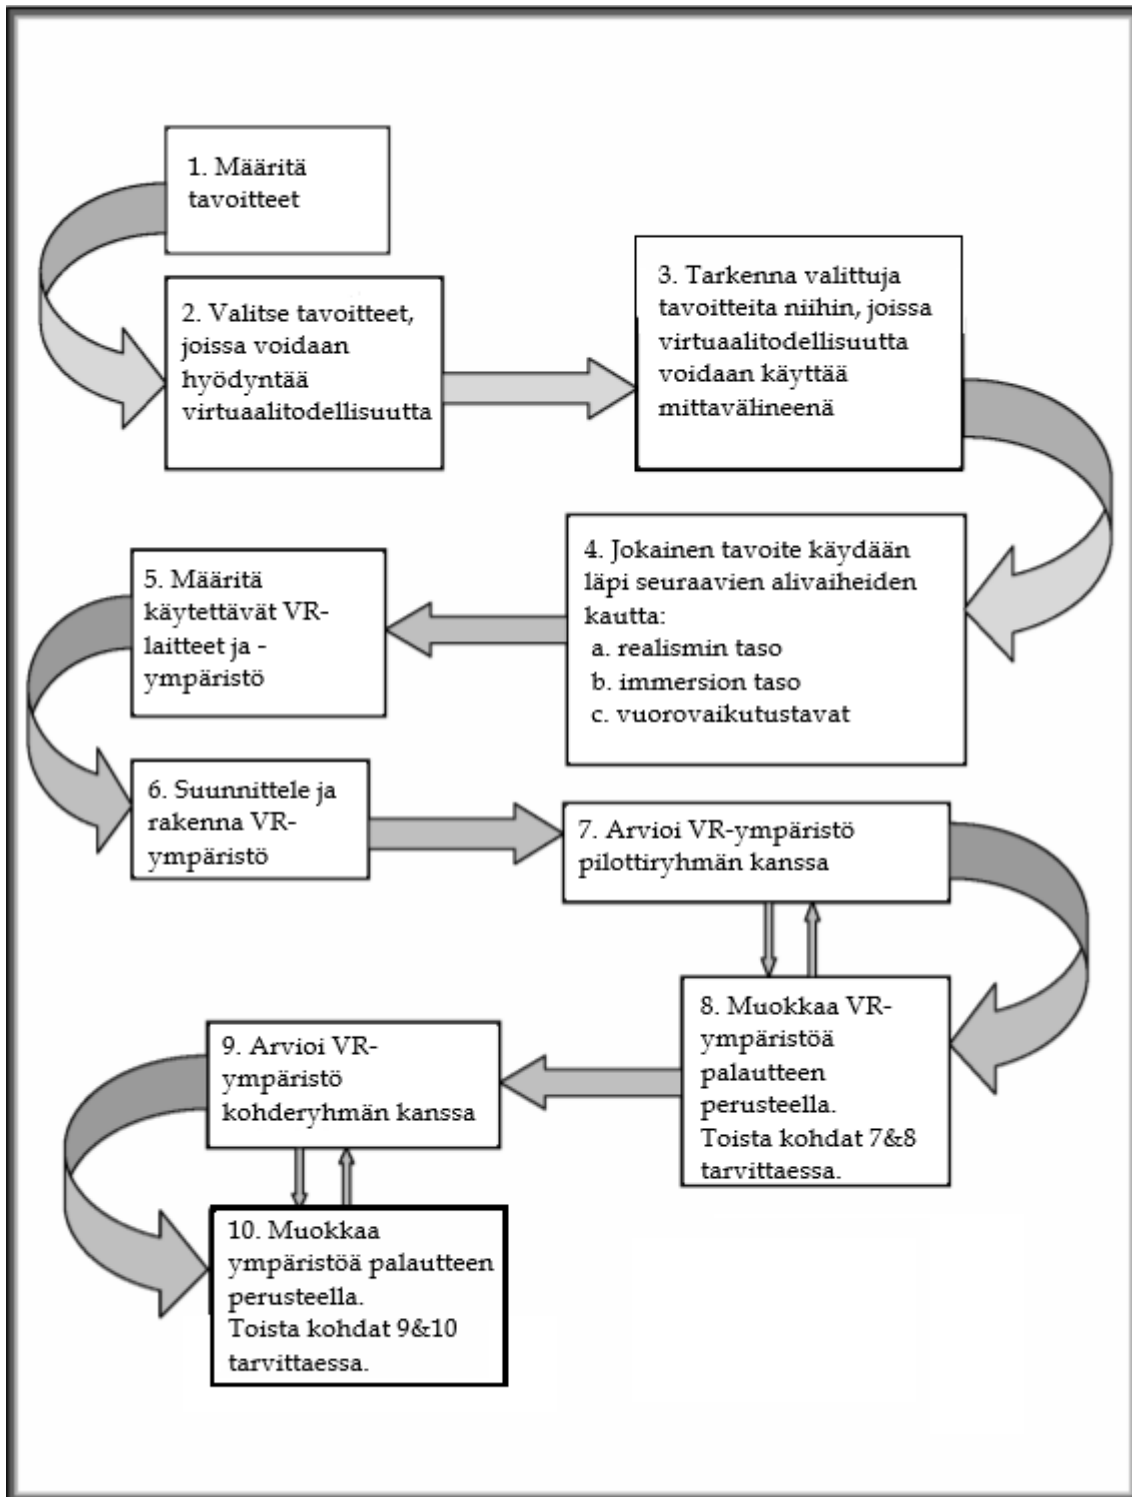 1. Määritä
tavoitteet
2. Valitse tavoitteet,
joissa voidaan
hyödyntää
virtuaalitodellisuutta
3. Tarkenna valittuja
tavoitteita niihin, joissa
virtuaalitodellisuutta
voidaan käyttää
mittavälineenä
4. Jokainen tavoite käydään
läpi seuraavien alivaiheiden
kautta:
a. realismin taso
b. immersion taso
c. vuorovaikutustavat
5. Määritä
käytettävät VR-
laitteet ja -
ympäristö
6. Suunnittele ja
rakenna VR-
ympäristö
7. Arvioi VR-ympäristö
pilottiryhmän kanssa
8. Muokkaa VR-
ympäristöä
palautteen
perusteella.
Toista kohdat 7&8
tarvittaessa.
9. Arvioi VR-
ympäristö
kohderyhmän kanssa
10. Muokkaa
ympäristöä palautteen
perusteella.
Toista kohdat 9&10
tarvittaessa.